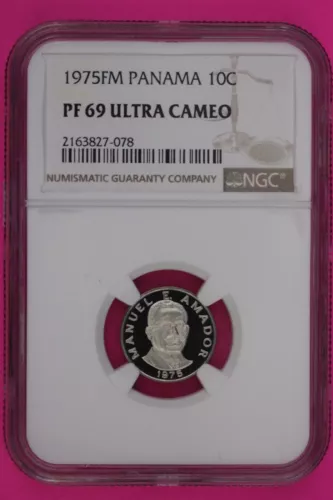 1975FM PANAMA 10C
PF 69 ULTRA CAMEO
2163827-078
NUMISMATIC GUARANTY COMPANY
NGC
MANUEL E. AMADOR
1975